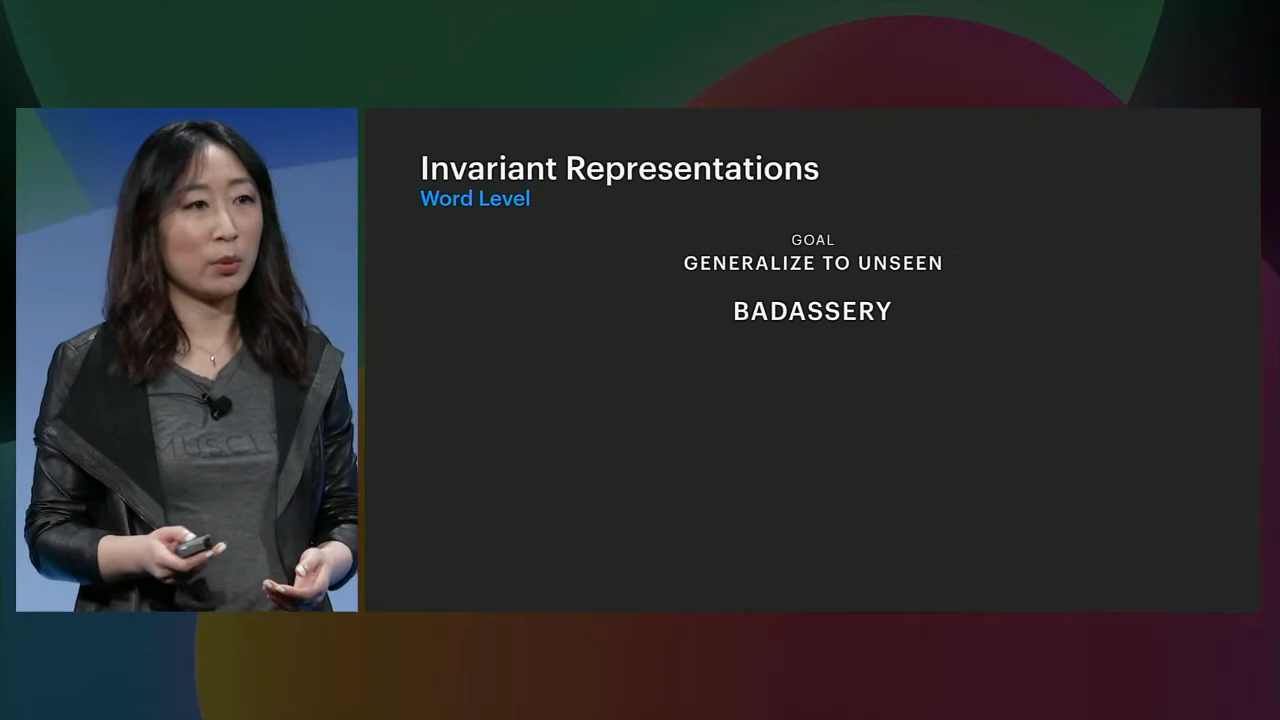 Invariant Representations
Word Level
GOAL
GENERALIZE TO UNSEEN
BADASSERY